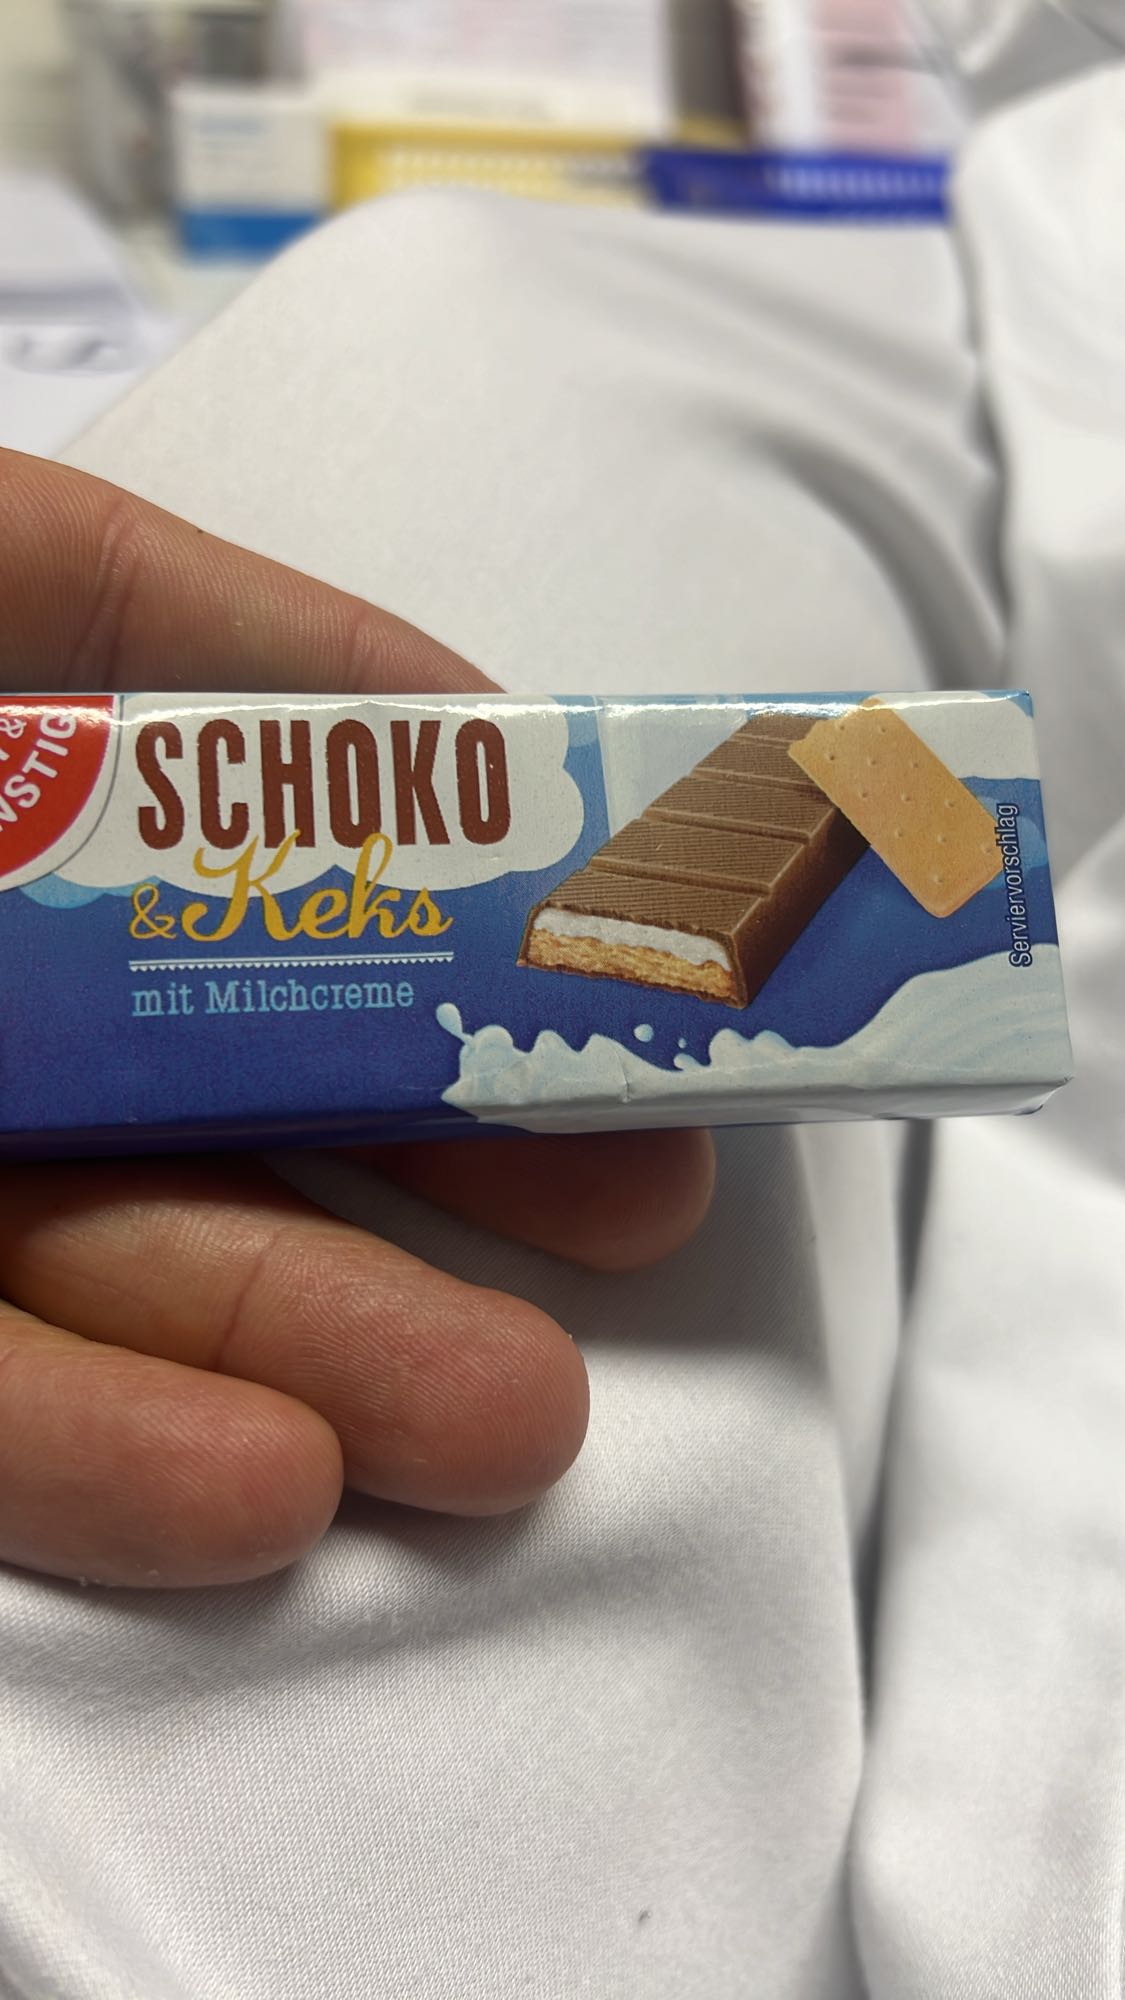 &
SCHOKO
& Keks
mit Milchcreme
Serviervorschlag